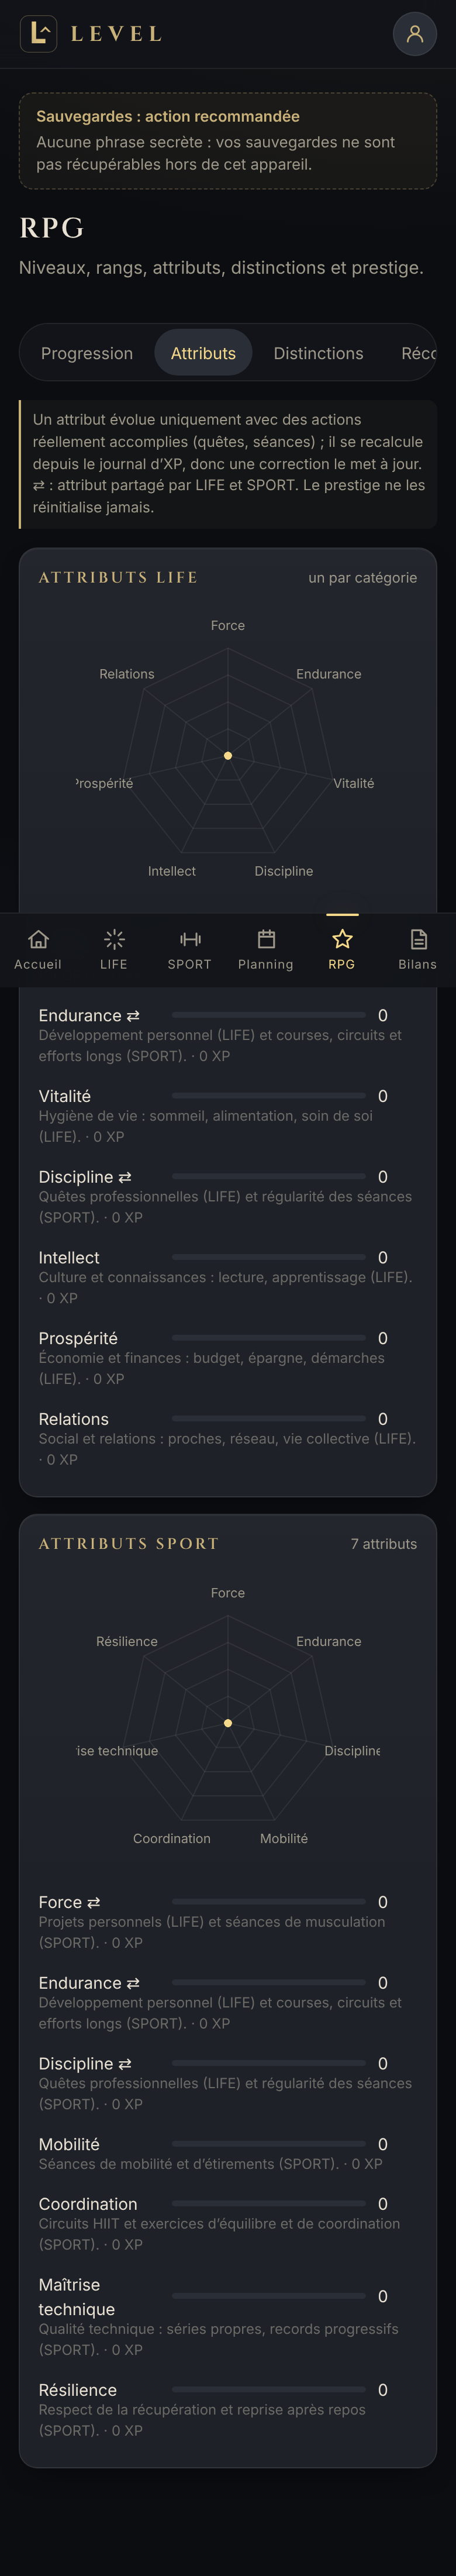 LEVEL
Sauvegardes : action recommandée
Aucune phrase secrète : vos sauvegardes ne sont
pas récupérables hors de cet appareil.
RPG
Niveaux, rangs, attributs, distinctions et prestige.
Progression Attributs Distinctions Réco
Un attribut évolue uniquement avec des actions
réellement accomplies (quêtes, séances) ; il se recalcule
depuis le journal d’XP, donc une correction le met à jour.
⇄ : attribut partagé par LIFE et SPORT. Le prestige ne les
réinitialise jamais.
ATTRIBUTS LIFE un par catégorie
Force
Relations Endurance
rospérité Vitalité
Intellect Discipline
Accueil LIFE SPORT Planning RPG Bilans
Endurance ⇄ 0
Développement personnel (LIFE) et courses, circuits et
efforts longs (SPORT). · 0 XP
Vitalité 0
Hygiène de vie : sommeil, alimentation, soin de soi
(LIFE). · 0 XP
Discipline ⇄ 0
Quêtes professionnelles (LIFE) et régularité des séances
(SPORT). · 0 XP
Intellect 0
Culture et connaissances : lecture, apprentissage (LIFE).
· 0 XP
Prospérité 0
Économie et finances : budget, épargne, démarches
(LIFE). · 0 XP
Relations 0
Social et relations : proches, réseau, vie collective (LIFE).
· 0 XP
ATTRIBUTS SPORT 7 attributs
Force
Résilience Endurance
ise technique Discipline
Coordination Mobilité
Force ⇄ 0
Projets personnels (LIFE) et séances de musculation
(SPORT). · 0 XP
Endurance ⇄ 0
Développement personnel (LIFE) et courses, circuits et
efforts longs (SPORT). · 0 XP
Discipline ⇄ 0
Quêtes professionnelles (LIFE) et régularité des séances
(SPORT). · 0 XP
Mobilité 0
Séances de mobilité et d’étirements (SPORT). · 0 XP
Coordination 0
Circuits HIIT et exercices d’équilibre et de coordination
(SPORT). · 0 XP
Maîtrise
technique 0
Qualité technique : séries propres, records progressifs
(SPORT). · 0 XP
Résilience 0
Respect de la récupération et reprise après repos
(SPORT). · 0 XP